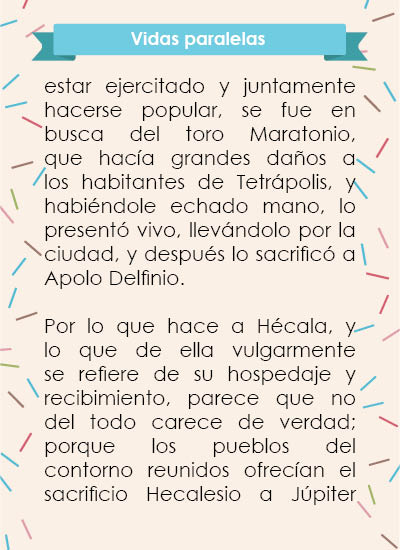 Vidas paralelas
estar ejercitado y juntamente
hacerse popular, se fue en
busca del toro Maratonio,
que hacía grandes daños a
los habitantes de Tetrápolis, y
habiéndole echado mano, lo
presentó vivo, llevándolo por la
ciudad, y después lo sacrificó a
Apolo Delfinio.
Por lo que hace a Hécala, y
lo que de ella vulgarmente
se refiere de su hospedaje y
recibimiento, parece que no
del todo carece de verdad;
porque los pueblos del
contorno reunidos ofrecían el
sacrificio Hecalesio a Júpiter